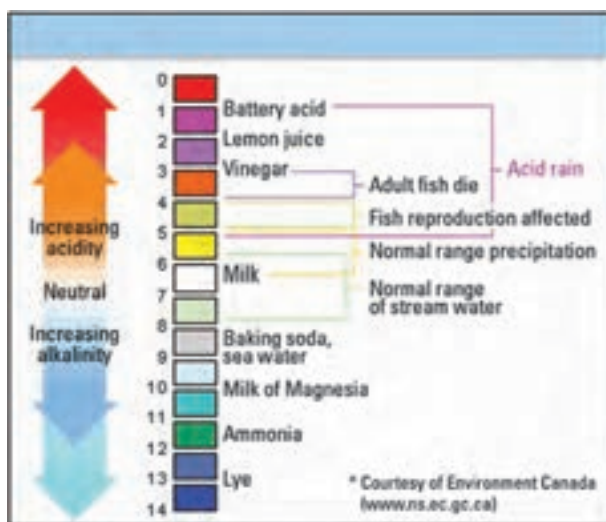 0
1
Battery acid
2
Lemon juice
3
Vinegar
Acid rain
Adult fish die
4
Increasing
acidity
Fish reproduction affected
5
Normal range precipitation
6
Milk
Neutral
7
Normal range
of stream water
8
Increasing
alkalinity
Baking soda,
sea water
9
10
Milk of Magnesia
11
Ammonia
12
13
Lye
14
* Courtesy of Environment Canada
(www.ns.ec.gc.ca)